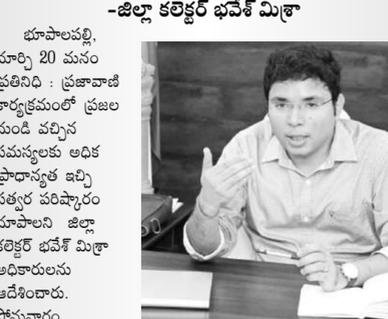 -జిల్లా కలెక్టర్ భవేశ్ మిశ్రా
భూపాలపల్లి,
మార్చి 20 మనం
ప్రతినిధి : ప్రజావాణి
కార్యక్రమంలో ప్రజల
నుండి వచ్చిన
సమస్యలకు అధిక
ప్రాధాన్యత ఇచ్చి
సత్వర పరిష్కారం
చూపాలని జిల్లా
కలెక్టర్ భవేశ్ మిశ్రా
అధికారులను
ఆదేశించారు.
సోమవారం